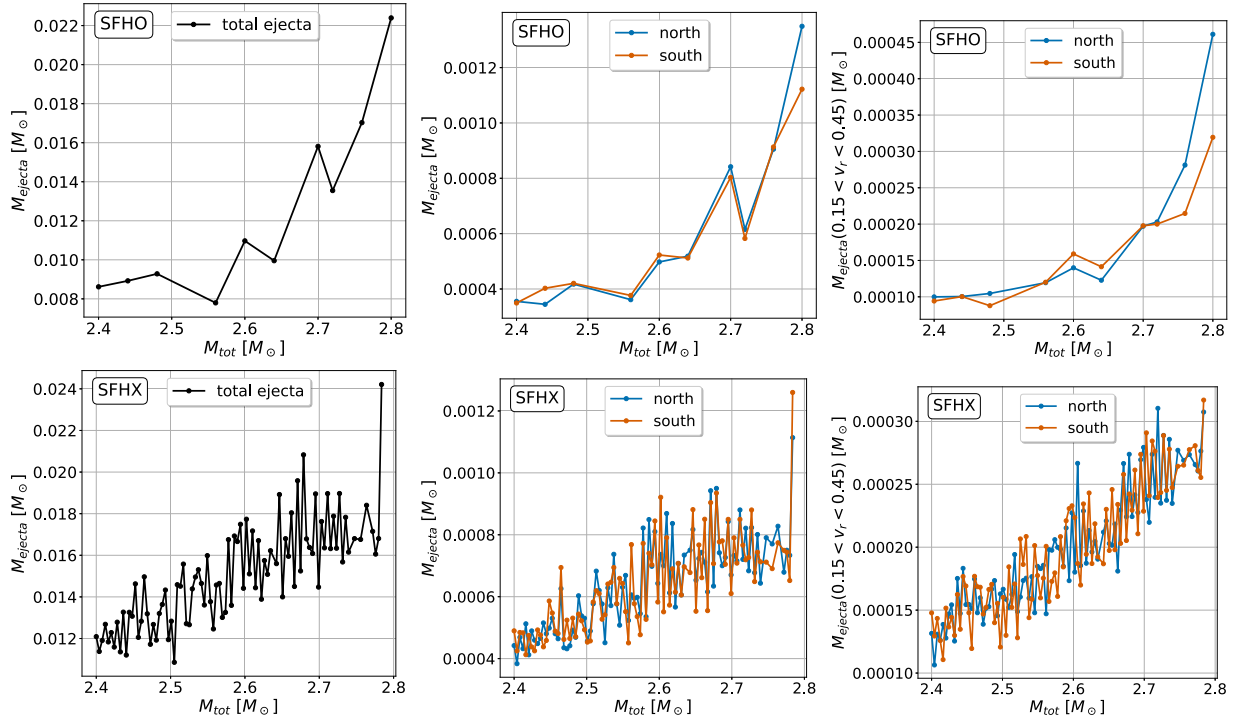 SFHO
total ejecta
M_ejecta [M_⊙]
0.022
0.020
0.018
0.016
0.014
0.012
0.010
0.008
2.4 2.5 2.6 2.7 2.8
M_tot [M_⊙]
SFHO
north
south
M_ejecta [M_⊙]
0.0012
0.0010
0.0008
0.0006
0.0004
2.4 2.5 2.6 2.7 2.8
M_tot [M_⊙]
SFHO
north
south
M_ejecta(0.15 < v_r < 0.45) [M_⊙]
0.00045
0.00040
0.00035
0.00030
0.00025
0.00020
0.00015
0.00010
2.4 2.5 2.6 2.7 2.8
M_tot [M_⊙]
SFHX
total ejecta
M_ejecta [M_⊙]
0.024
0.022
0.020
0.018
0.016
0.014
0.012
2.4 2.5 2.6 2.7 2.8
M_tot [M_⊙]
SFHX
north
south
M_ejecta [M_⊙]
0.0012
0.0010
0.0008
0.0006
0.0004
2.4 2.5 2.6 2.7 2.8
M_tot [M_⊙]
SFHX
north
south
M_ejecta(0.15 < v_r < 0.45) [M_⊙]
0.00030
0.00025
0.00020
0.00015
0.00010
2.4 2.5 2.6 2.7 2.8
M_tot [M_⊙]